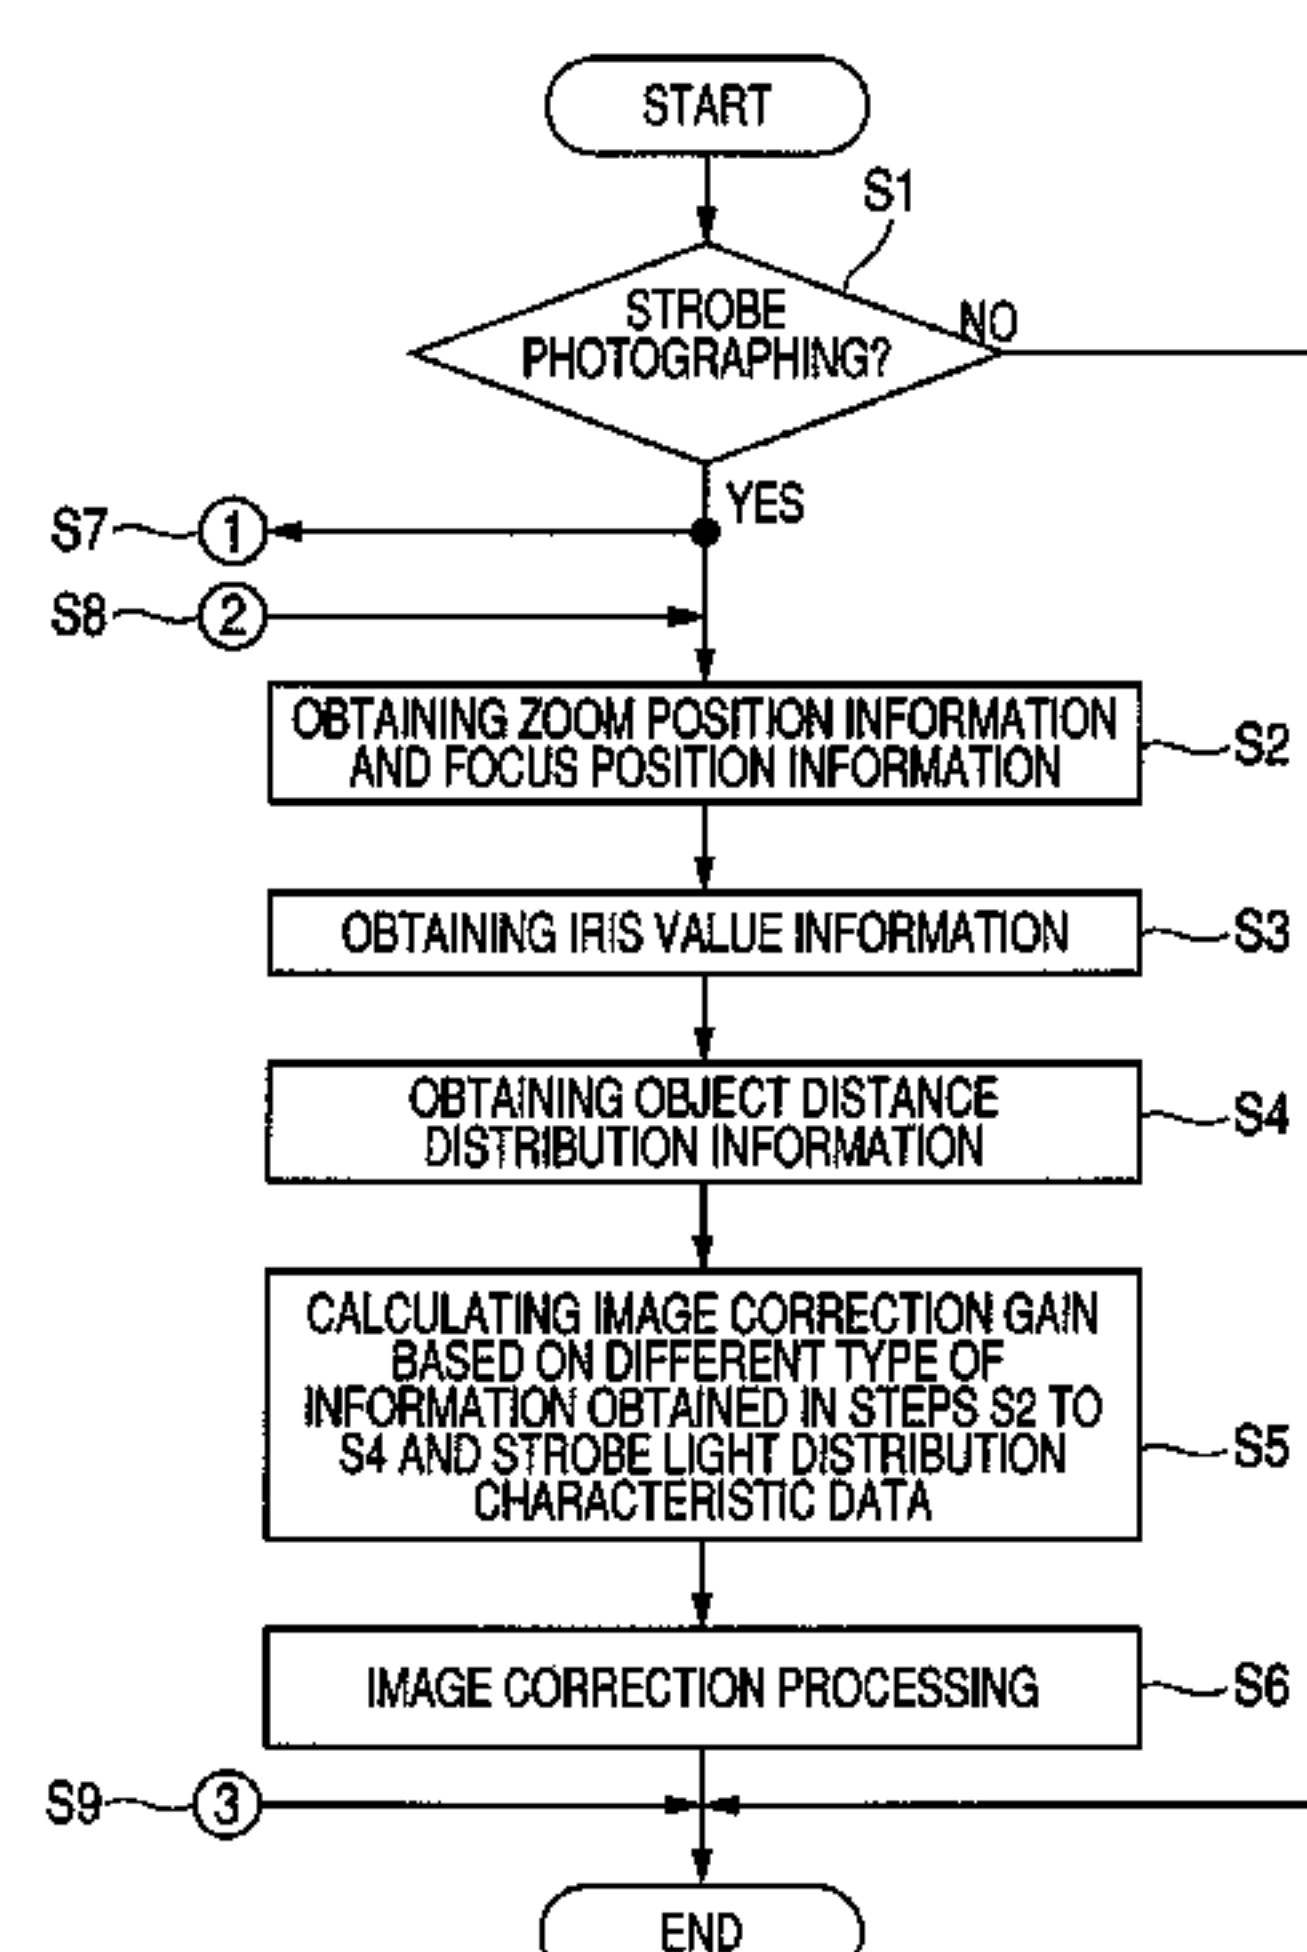 START
S1
STROBE
PHOTOGRAPHING?
NO
YES
S7
1
S8
2
OBTAINING ZOOM POSITION INFORMATION
AND FOCUS POSITION INFORMATION
S2
OBTAINING IRIS VALUE INFORMATION
S3
OBTAINING OBJECT DISTANCE
DISTRIBUTION INFORMATION
S4
CALCULATING IMAGE CORRECTION GAIN
BASED ON DIFFERENT TYPE OF
INFORMATION OBTAINED IN STEPS S2 TO
S4 AND STROBE LIGHT DISTRIBUTION
CHARACTERISTIC DATA
S5
IMAGE CORRECTION PROCESSING
S6
S9
3
END